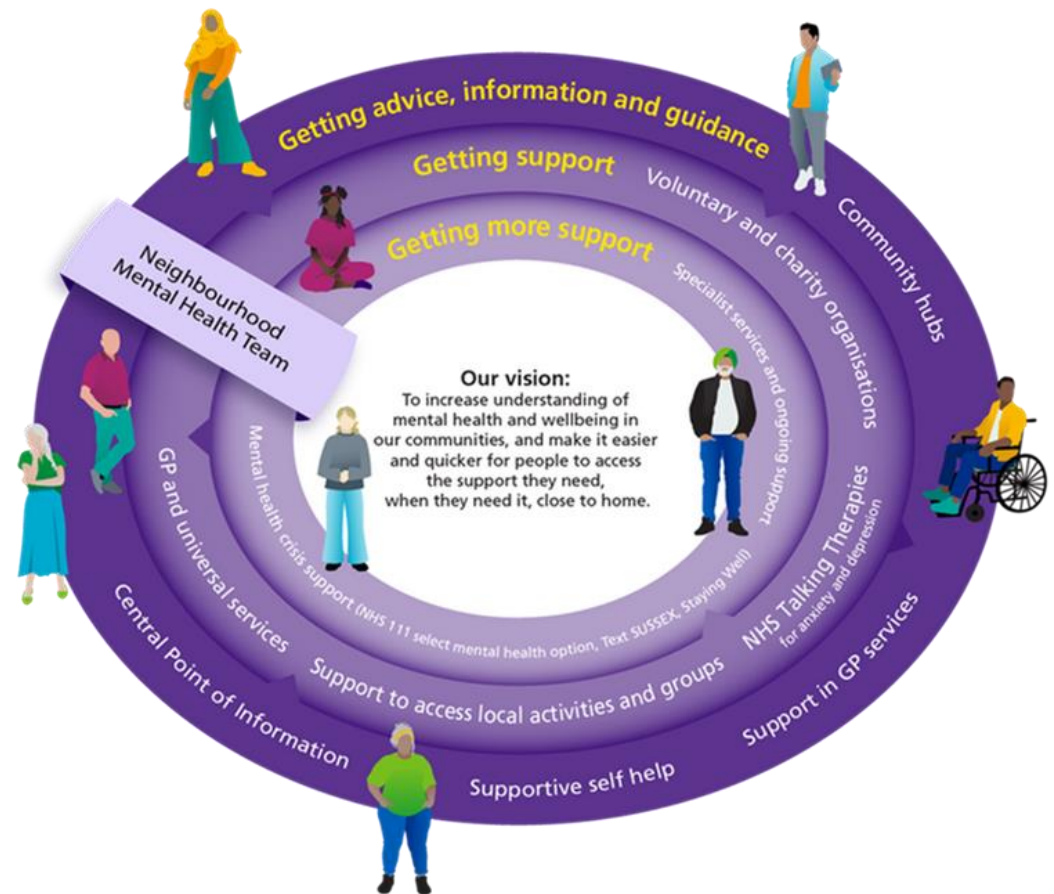 Getting advice, information and guidance
Community hubs
Support in GP services
Supportive self help
Central Point of Information
Getting support
Voluntary and charity organisations
NHS Talking Therapies
for anxiety and depression
Support to access local activities and groups
GP and universal services
Getting more support
Specialist services and ongoing support
Mental health crisis support (NHS 111 select mental health option, Text SUSSEX, Staying Well)
Neighbourhood
Mental Health Team
Our vision:
To increase understanding of
mental health and wellbeing in
our communities, and make it easier
and quicker for people to access
the support they need,
when they need it, close to home.